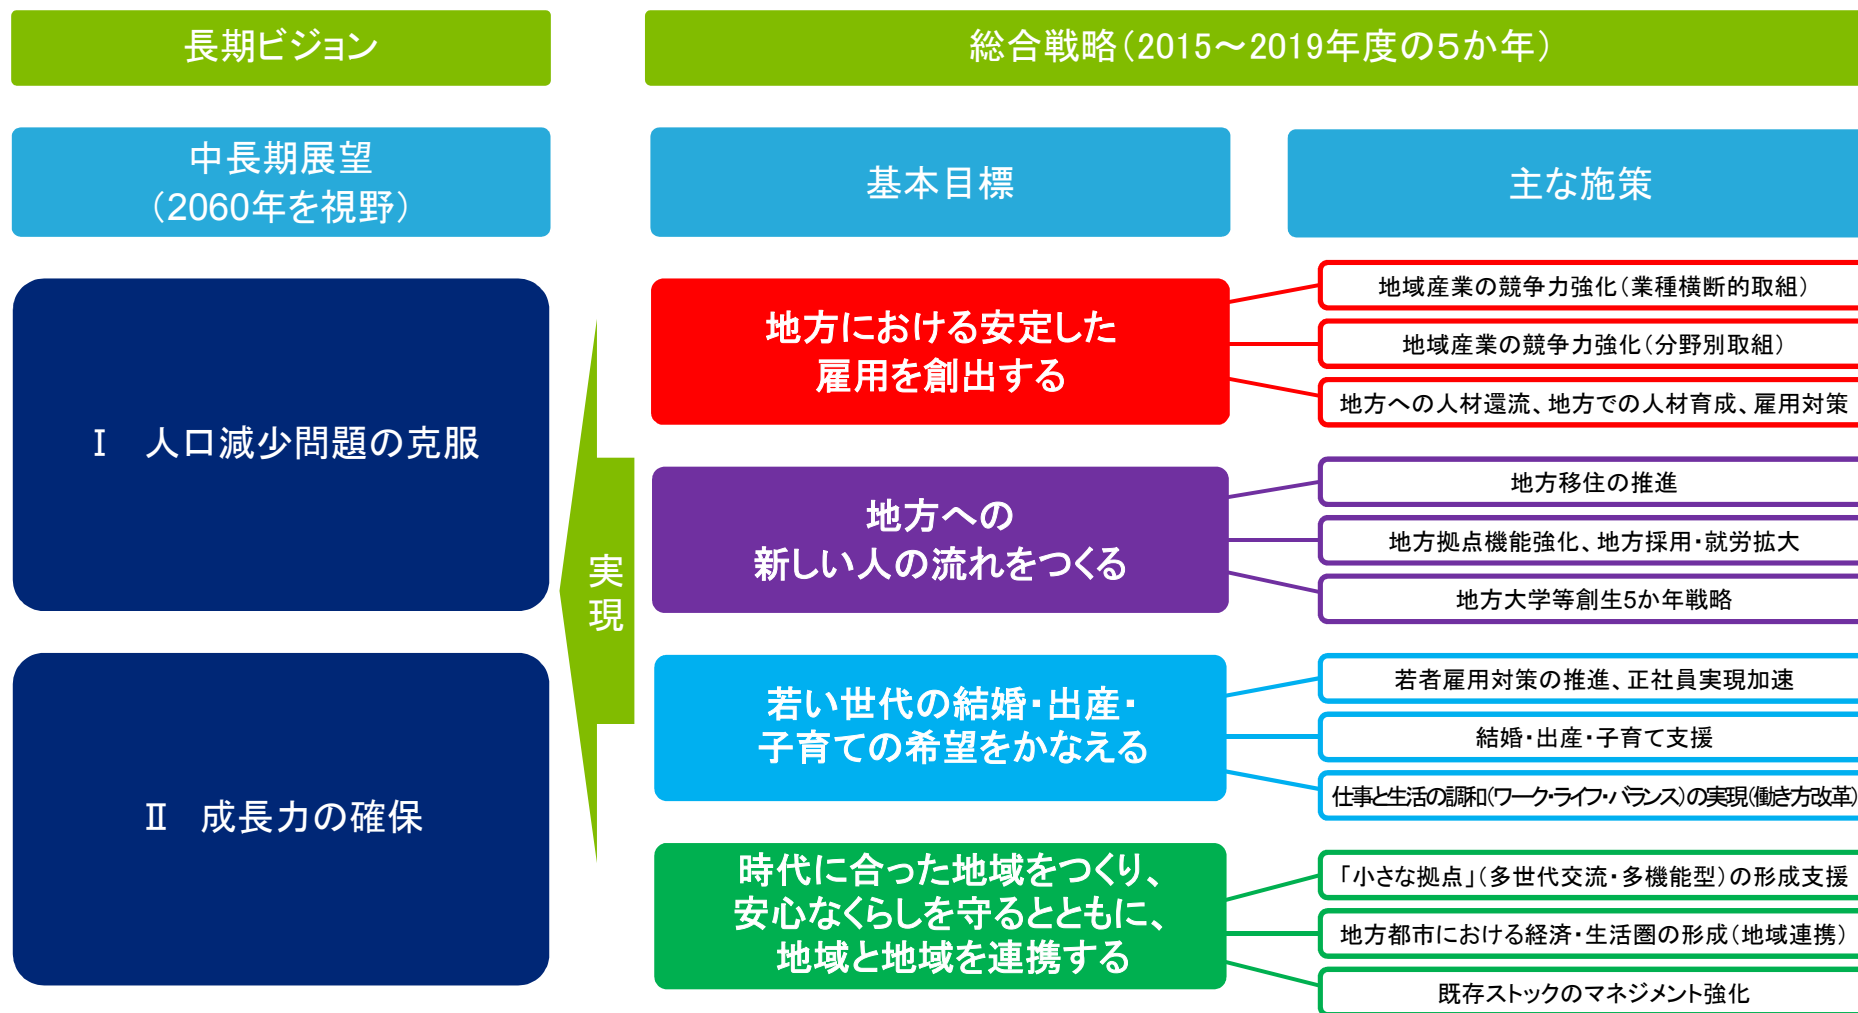 長期ビジョン
総合戦略（2015～2019年度の５か年）
中長期展望
（2060年を視野）
基本目標
主な施策
Ⅰ　人口減少問題の克服
Ⅱ　成長力の確保
実
現
地方における安定した
雇用を創出する
地域産業の競争力強化（業種横断的取組）
地域産業の競争力強化（分野別取組）
地方への人材還流、地方での人材育成、雇用対策
地方への
新しい人の流れをつくる
地方移住の推進
地方拠点機能強化、地方採用・就労拡大
地方大学等創生5か年戦略
若い世代の結婚・出産・
子育ての希望をかなえる
若者雇用対策の推進、正社員実現加速
結婚・出産・子育て支援
仕事と生活の調和(ワーク・ライフ・バランス)の実現(働き方改革)
時代に合った地域をつくり、
安心なくらしを守るとともに、
地域と地域を連携する
「小さな拠点」（多世代交流・多機能型）の形成支援
地方都市における経済・生活圏の形成（地域連携）
既存ストックのマネジメント強化